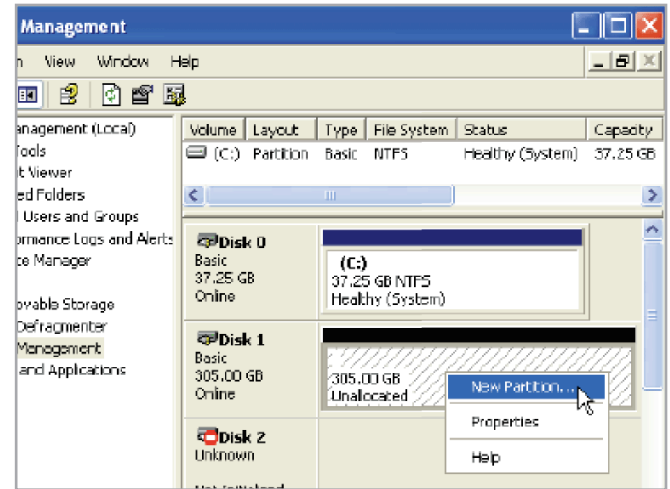 Management
n View Window Help
anagement (Local)
Tools
t Viewer
ed Folders
Users and Groups
ormance Logs and Alerts
ce Manager
ovable Storage
Defragmenter
Management
and Applications
Volume Layout Type File System Status Capacity
(C:) Partition Basic NTFS Healthy (System) 37.25 GB
Disk 0
Basic
37.25 GB
Online
(C:)
37.25 GB NTFS
Healthy (System)
Disk 1
Basic
305.00 GB
Online
305.00 GB
Unallocated
New Partition...
Properties
Help
Disk 2
Unknown